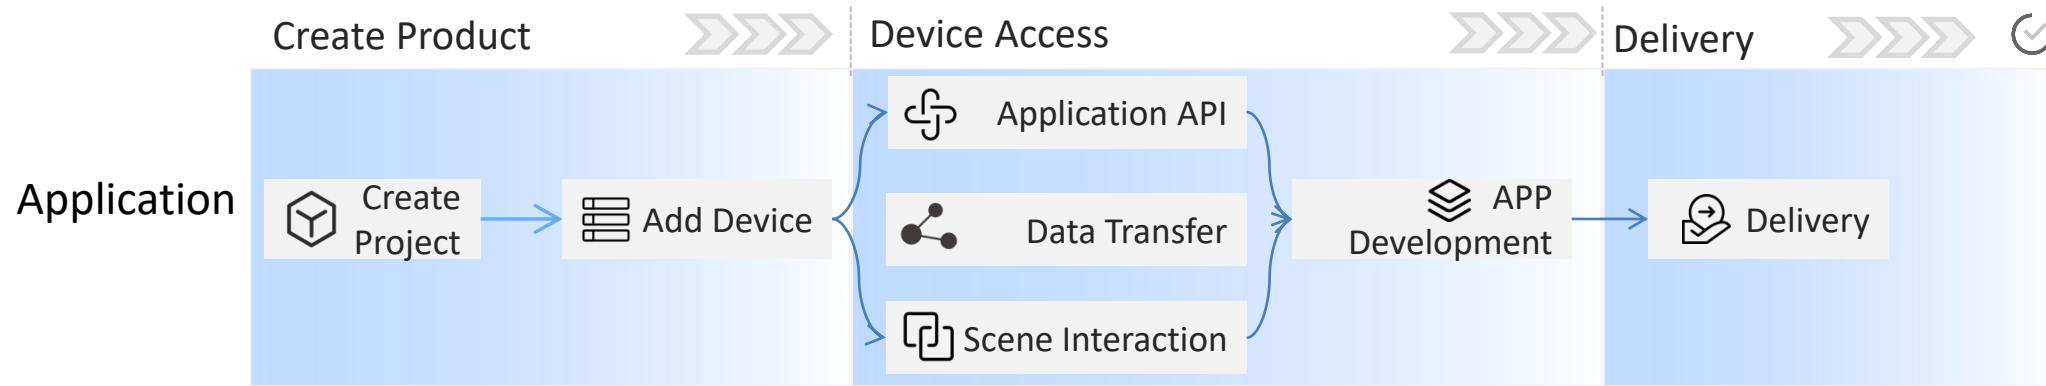 Create Product
Device Access
Delivery
Application
Create
Project
Add Device
Application API
Data Transfer
Scene Interaction
APP
Development
Delivery